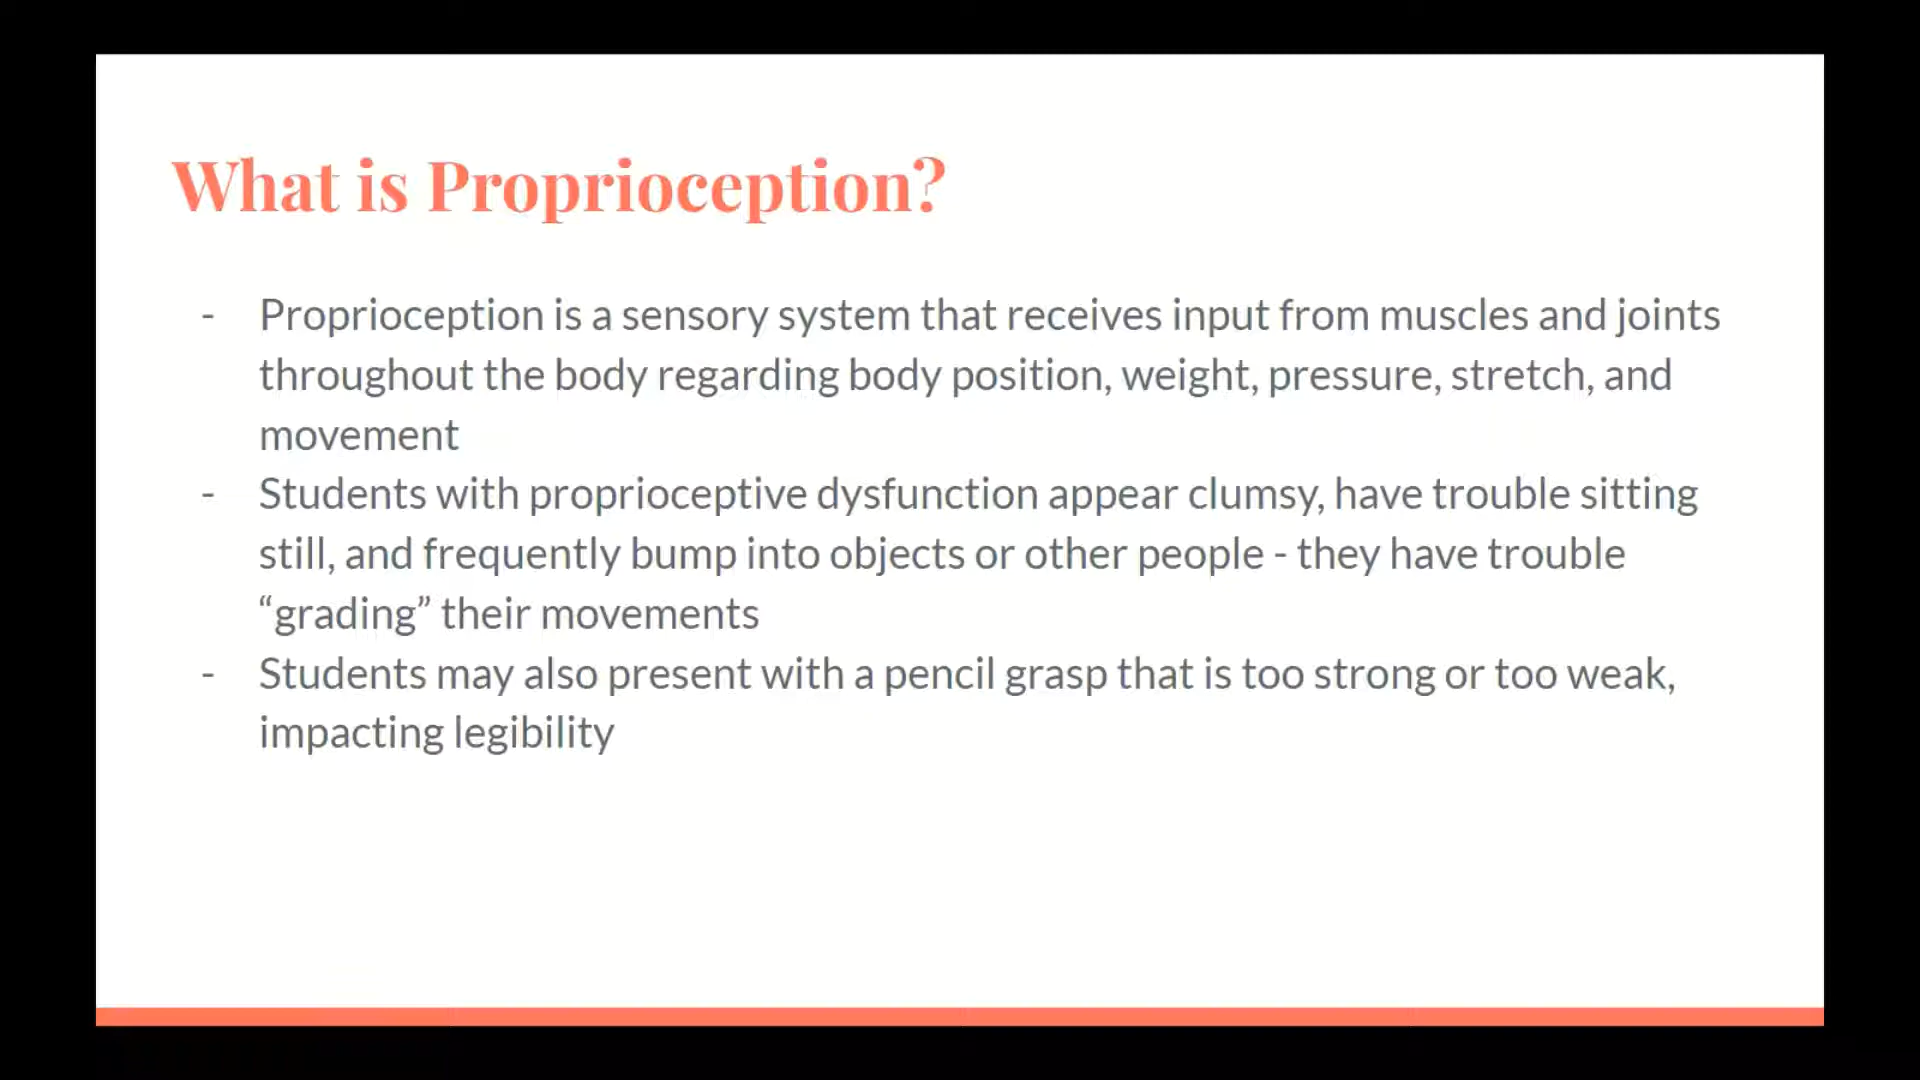 What is Proprioception?
- Proprioception is a sensory system that receives input from muscles and joints
throughout the body regarding body position, weight, pressure, stretch, and
movement
- Students with proprioceptive dysfunction appear clumsy, have trouble sitting
still, and frequently bump into objects or other people - they have trouble
“grading” their movements
- Students may also present with a pencil grasp that is too strong or too weak,
impacting legibility